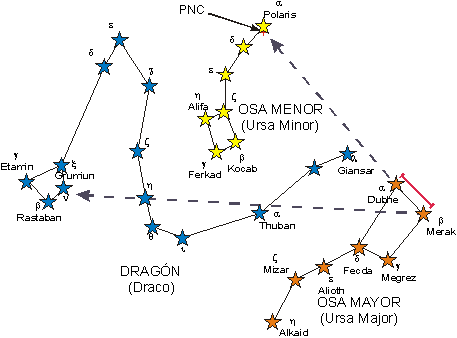 α
PNC
Polaris
ε
δ
δ
γ
ε
η
Alifa
ζ
OSA MENOR
(Ursa Minor)
β
Kocab
γ
Ferkad
ζ
γ
Etamin
ξ
Grumiun
ν
β
Rastaban
λ
Giansar
α
Dubhe
β
Merak
η
α
Thuban
θ
ι
DRAGÓN
(Draco)
ζ
Mizar
ε
Alioth
δ
Fecda
γ
Megrez
OSA MAYOR
(Ursa Major)
η
Alkaid